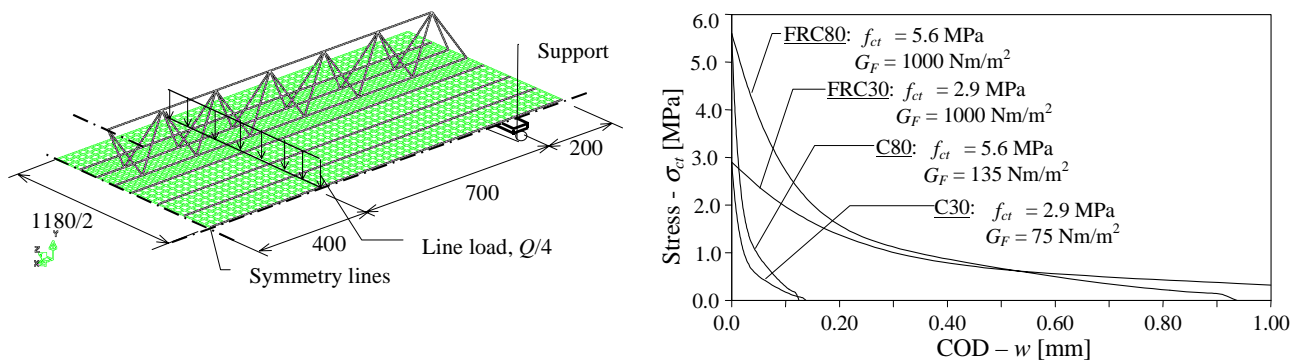 Support
200
700
400
1180/2
Line load, Q/4
Symmetry lines
Y
Z
X
6.0
5.0
4.0
3.0
2.0
1.0
0.0
Stress - σct [MPa]
FRC80: fct = 5.6 MPa
GF = 1000 Nm/m²
FRC30: fct = 2.9 MPa
GF = 1000 Nm/m²
C80: fct = 5.6 MPa
GF = 135 Nm/m²
C30: fct = 2.9 MPa
GF = 75 Nm/m²
0.0 0.20 0.40 0.60 0.80 1.00
COD – w [mm]